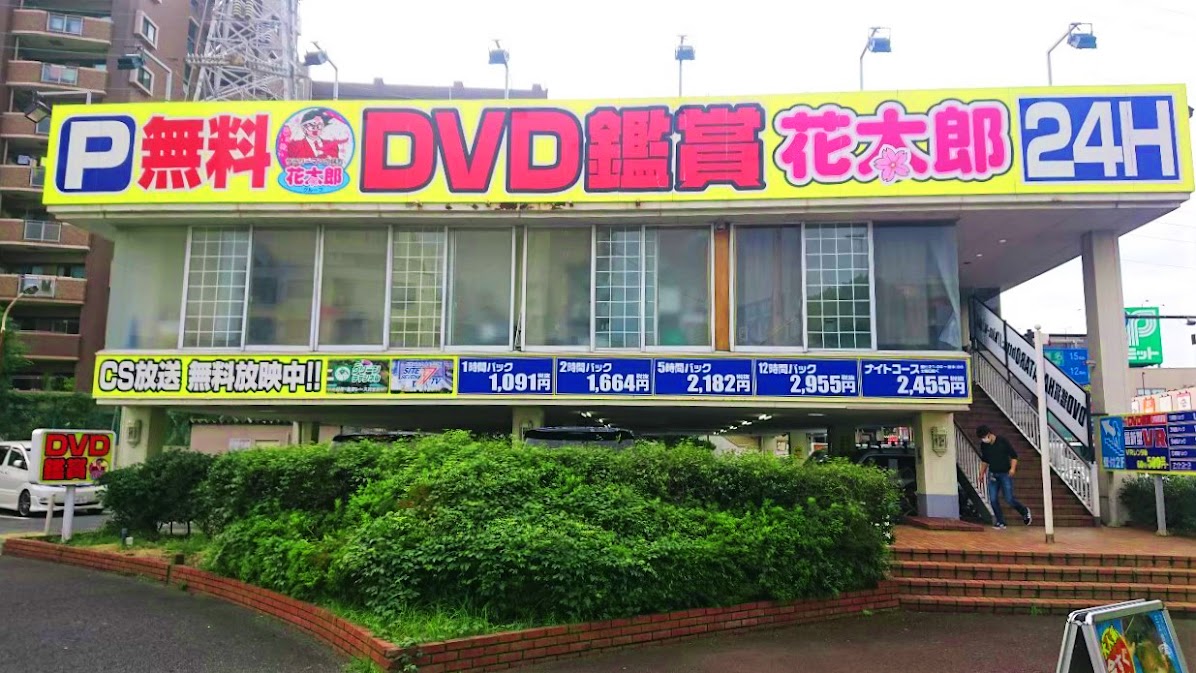 P 無料 花太郎 DVD鑑賞 花太郎 24H
CS放送 無料放映中!!
1時間パック
1,091円
2時間パック
1,664円
5時間パック
2,182円
12時間パック
2,955円
ナイトコース
2,455円
DVD
鑑賞
P
15
12
DVD
VR